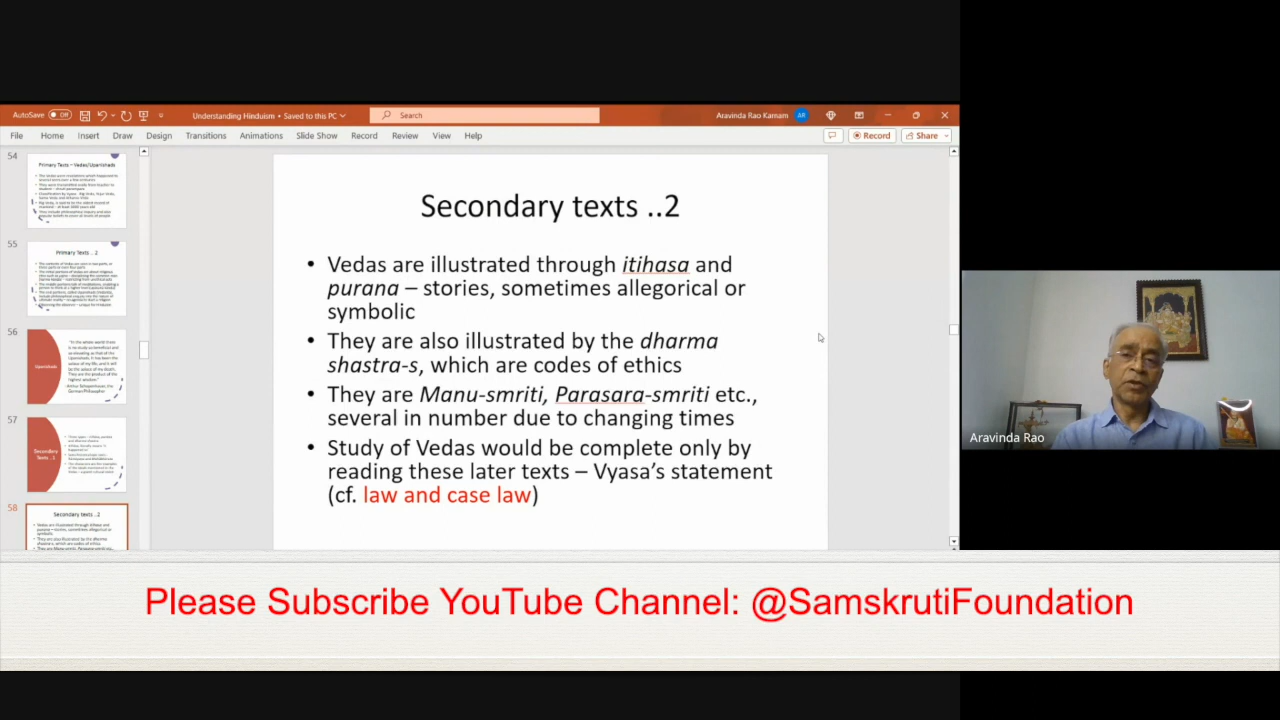 AutoSave Off
Understanding Hinduism • Saved to this PC
Search
Aravinda Rao Kamam AR
File Home Insert Draw Design Transitions Animations Slide Show Record Review View Help
Record Share
54
Primary Texts – Vedas/Upanishads
55
Primary Texts ..2
56
Upanishads
57
Secondary
Texts ..1
58
Secondary texts ..2
Secondary texts ..2
• Vedas are illustrated through itihasa and
purana – stories, sometimes allegorical or
symbolic
• They are also illustrated by the dharma
shastra-s, which are codes of ethics
• They are Manu-smriti, Parasara-smriti etc.,
several in number due to changing times
• Study of Vedas would be complete only by
reading these later texts – Vyasa's statement
(cf. law and case law)
Aravinda Rao
Please Subscribe YouTube Channel: @SamskrutiFoundation